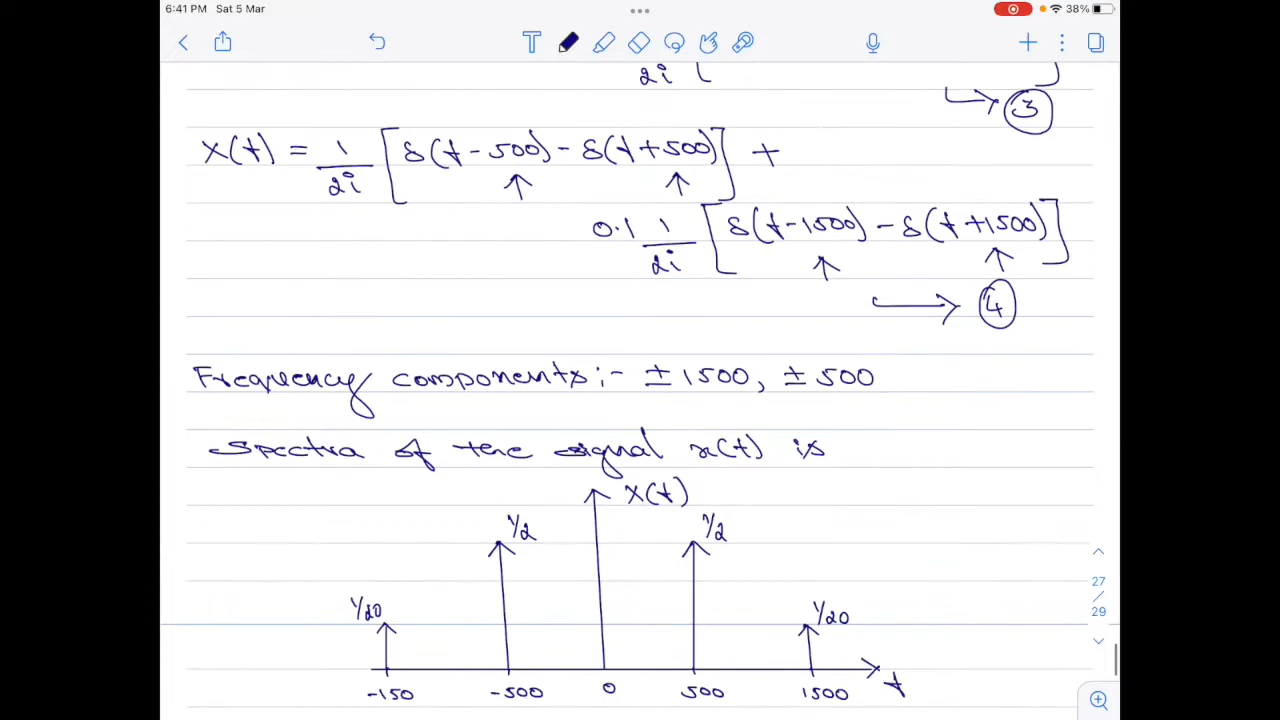 6:41 PM Sat 5 Mar
38%
2i
3
X(f) = 1/2i [δ(f - 500) - δ(f + 500)] +
0.1 1/2i [δ(f - 1500) - δ(f + 1500)]
4
Frequency components :- ± 1500, ± 500
Spectra of the signal x(t) is
X(f)
1/2 1/2
1/20 1/20
-150 -500 0 500 1500 f
27
/
29